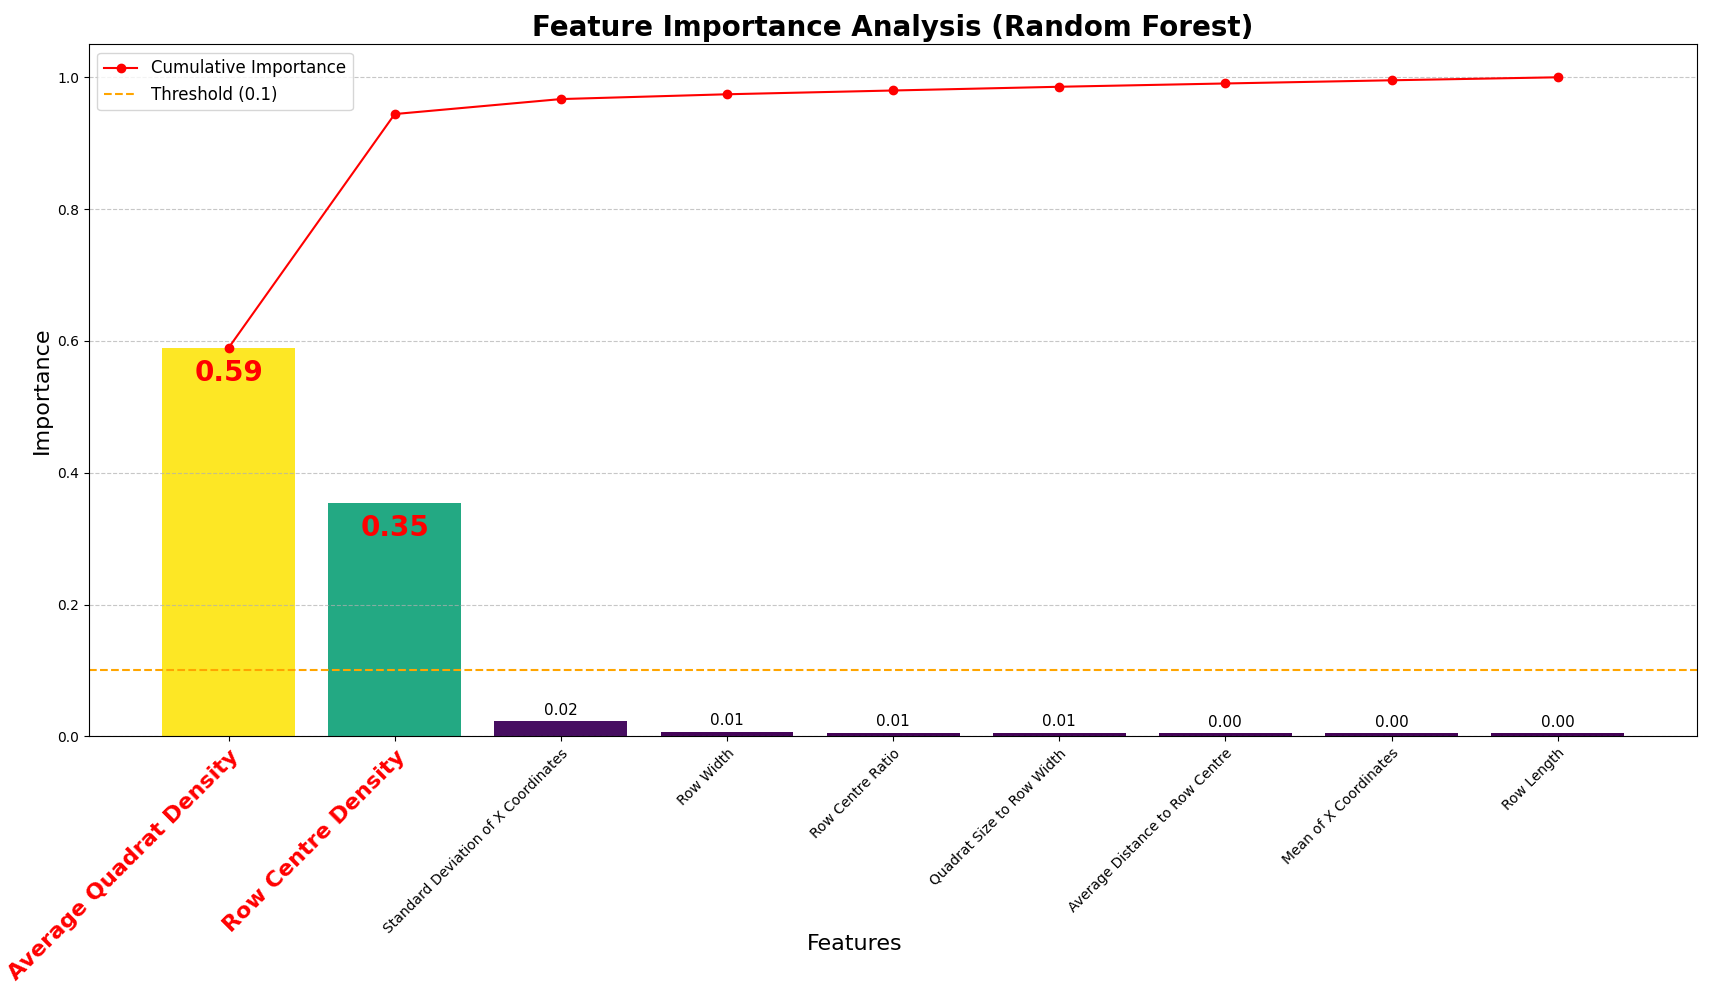 Feature Importance Analysis (Random Forest)
Cumulative Importance
Threshold (0.1)
Importance
1.0
0.8
0.6
0.4
0.2
0.0
0.59
0.35
0.02
0.01
0.01
0.01
0.00
0.00
0.00
Average Quadrat Density
Row Centre Density
Standard Deviation of X Coordinates
Row Width
Row Centre Ratio
Quadrat Size to Row Width
Average Distance to Row Centre
Mean of X Coordinates
Row Length
Features